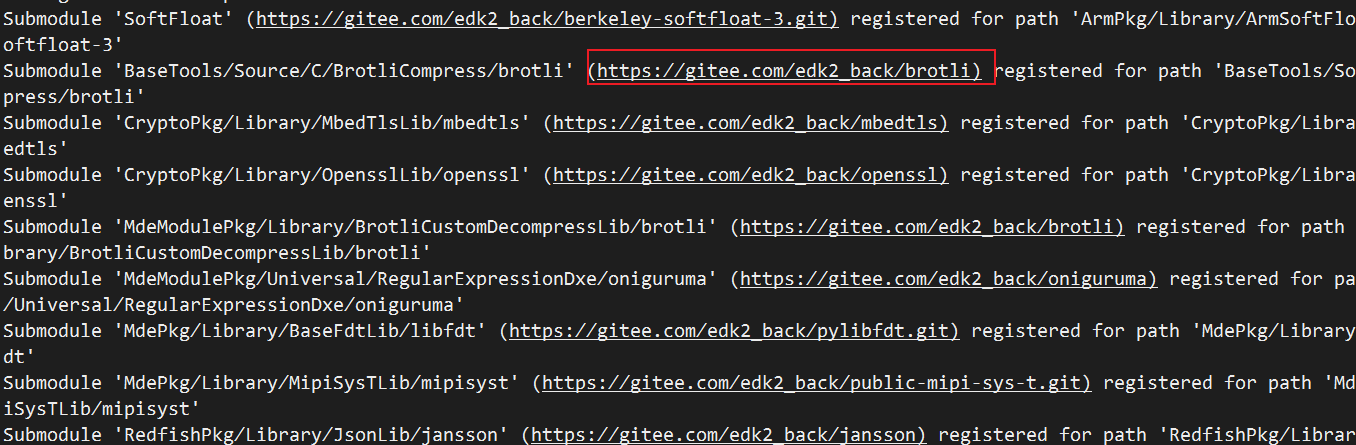 Submodule 'SoftFloat' (https://gitee.com/edk2_back/berkeley-softfloat-3.git) registered for path 'ArmPkg/Library/ArmSoftFlo
oftfloat-3'
Submodule 'BaseTools/Source/C/BrotliCompress/brotli' (https://gitee.com/edk2_back/brotli) registered for path 'BaseTools/So
press/brotli'
Submodule 'CryptoPkg/Library/MbedTlsLib/mbedtls' (https://gitee.com/edk2_back/mbedtls) registered for path 'CryptoPkg/Libra
edtls'
Submodule 'CryptoPkg/Library/OpensslLib/openssl' (https://gitee.com/edk2_back/openssl) registered for path 'CryptoPkg/Libra
enssl'
Submodule 'MdeModulePkg/Library/BrotliCustomDecompressLib/brotli' (https://gitee.com/edk2_back/brotli) registered for path
brary/BrotliCustomDecompressLib/brotli'
Submodule 'MdeModulePkg/Universal/RegularExpressionDxe/oniguruma' (https://gitee.com/edk2_back/oniguruma) registered for pa
/Universal/RegularExpressionDxe/oniguruma'
Submodule 'MdePkg/Library/BaseFdtLib/libfdt' (https://gitee.com/edk2_back/pylibfdt.git) registered for path 'MdePkg/Library
dt'
Submodule 'MdePkg/Library/MipiSysTLib/mipisyst' (https://gitee.com/edk2_back/public-mipi-sys-t.git) registered for path 'Md
iSysTLib/mipisyst'
Submodule 'RedfishPkg/Library/JsonLib/jansson' (https://gitee.com/edk2_back/jansson) registered for path 'RedfishPkg/Librar